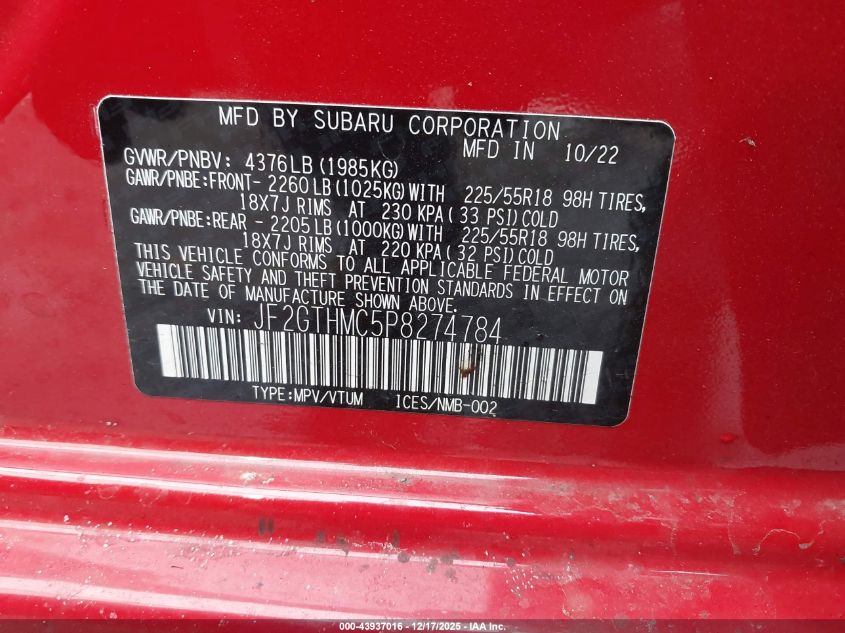 MFD BY SUBARU CORPORATION
MFD IN 10/22
GVWR/PNBV: 4376LB (1985KG)
GAWR/PNBE:FRONT- 2260 LB (1025KG) WITH 225/55R18 98H TIRES,
18X7J RIMS AT 230 KPA ( 33 PSI) COLD
GAWR/PNBE:REAR - 2205 LB (1000KG) WITH 225/55R18 98H TIRES,
18X7J RIMS AT 220 KPA ( 32 PSI) COLD
THIS VEHICLE CONFORMS TO ALL APPLICABLE FEDERAL MOTOR
VEHICLE SAFETY AND THEFT PREVENTION STANDARDS IN EFFECT ON
THE DATE OF MANUFACTURE SHOWN ABOVE.
VIN: JF2GTHMC5P8274784
TYPE:MPV/VTUM ICES/NMB-002
000-43937016 - 12/17/2025 - IAA Inc.